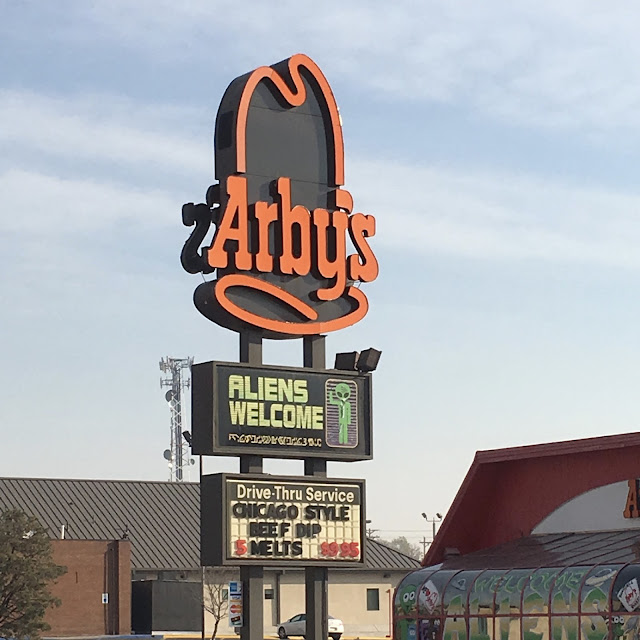 Arby's
ALIENS
WELCOME
Drive-Thru Service
CHICAGO STYLE
BEEF DIP
5 MELTS $9.95